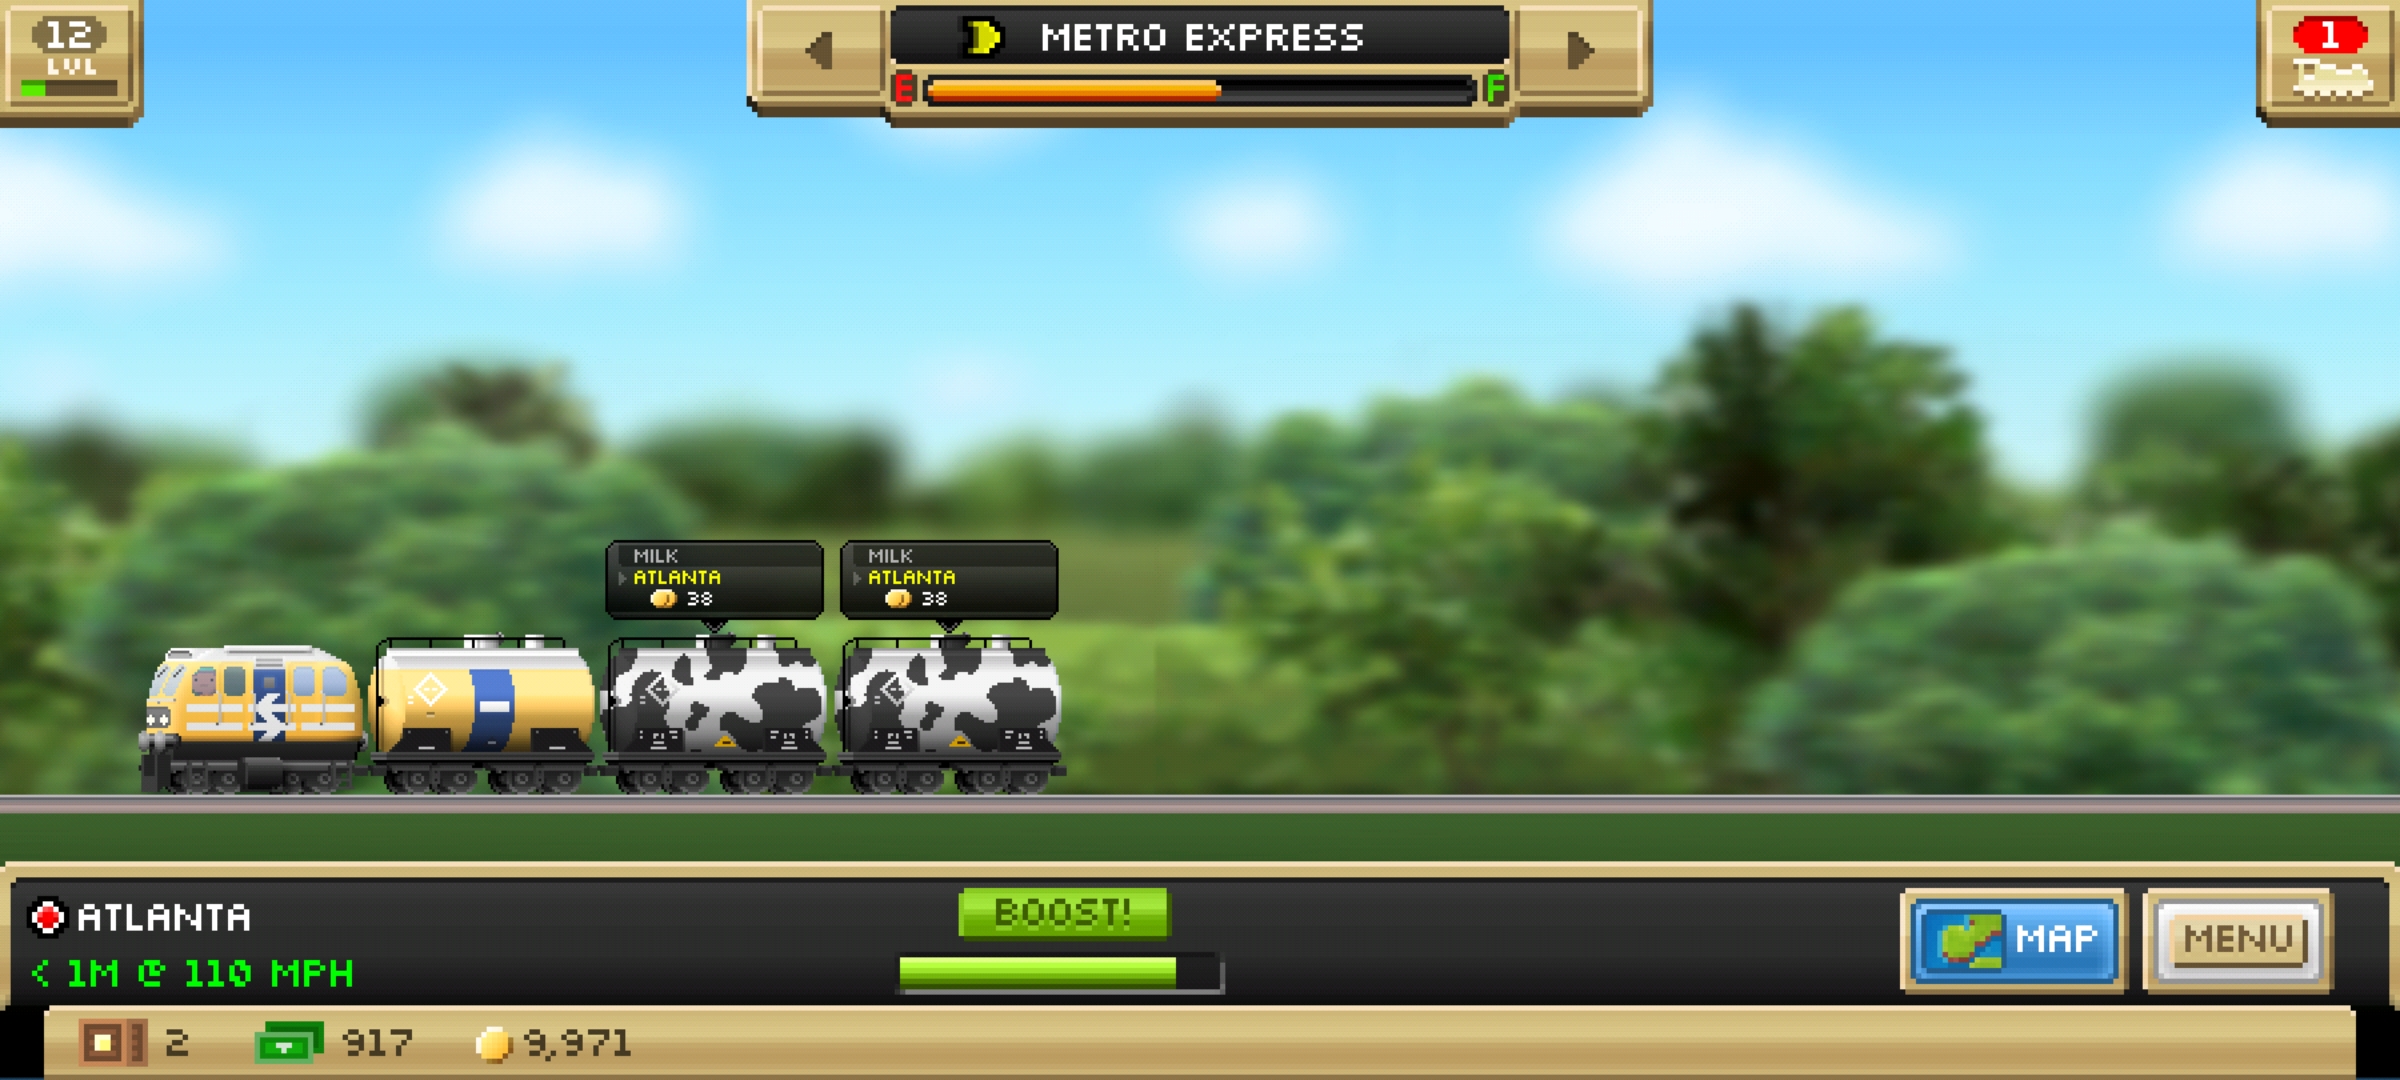 12
LVL
METRO EXPRESS
E
F
1
MILK
ATLANTA
38
MILK
ATLANTA
38
ATLANTA
< 1M @ 110 MPH
BOOST!
MAP
MENU
2
917
9,971